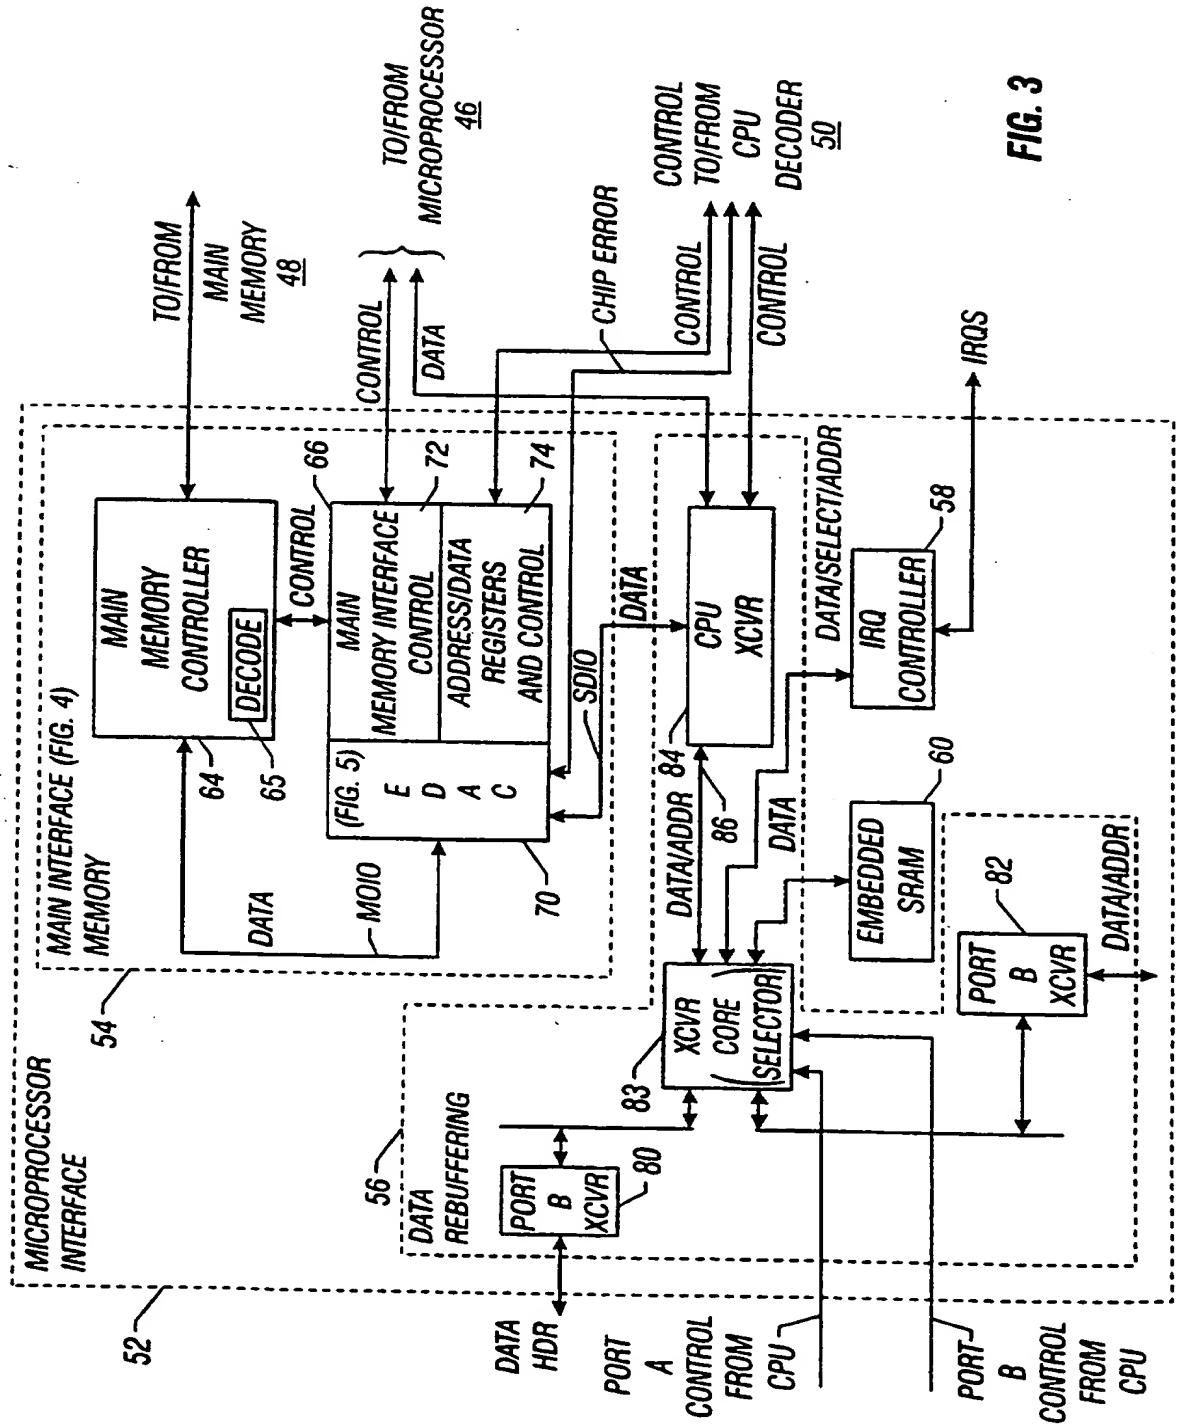 MICROPROCESSOR
INTERFACE
52
54
MAIN INTERFACE (FIG. 4)
MEMORY
MAIN
MEMORY
CONTROLLER
DECODE
64
65
DATA
MOIO
CONTROL
66
MAIN
MEMORY INTERFACE
CONTROL
72
ADDRESS/DATA
REGISTERS
AND CONTROL
74
(FIG. 5)
E
D
A
C
70
TO/FROM
MAIN
MEMORY
48
CONTROL
DATA
TO/FROM
MICROPROCESSOR
46
CHIP ERROR
CONTROL
CONTROL
CONTROL
TO/FROM
CPU
DECODER
50
SDIO
DATA
56
DATA
REBUFFERING
PORT
B
XCVR
80
DATA
HDR
83
XCVR
CORE
(SELECTOR)
DATA/ADDR
86
84
CPU
XCVR
DATA
DATA/SELECT/ADDR
IRQ
CONTROLLER
58
IRQS
EMBEDDED
SRAM
60
PORT
B
XCVR
82
DATA/ADDR
PORT
A
CONTROL
FROM
CPU
PORT
B
CONTROL
FROM
CPU
FIG. 3